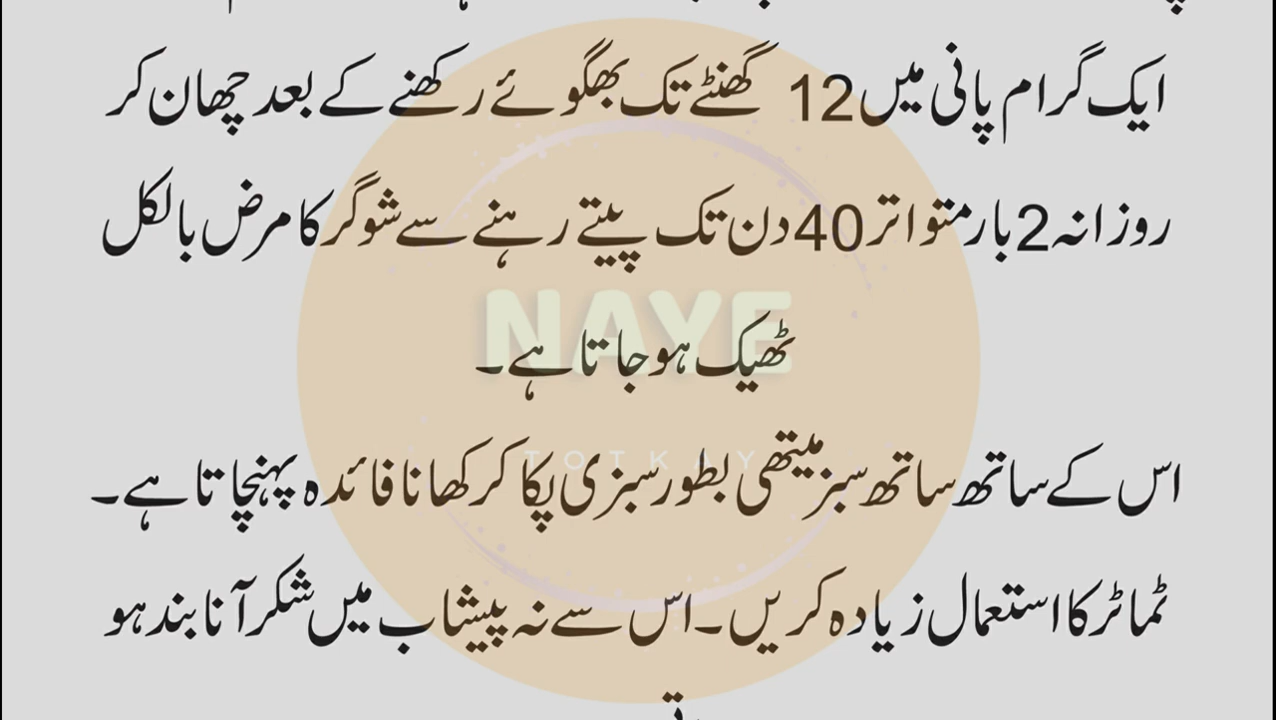 ایک گرام پانی میں 12 گھنٹے تک بھگوئے رکھنے کے بعد چھان کر
روزانہ 2 بار متواتر 40 دن تک پیتے رہنے سے شوگر کا مرض بالکل
ٹھیک ہو جاتا ہے۔
NAYE
TOTKAY
اس کے ساتھ ساتھ سبز میتھی بطور سبزی پکا کر کھانا فائدہ پہنچاتا ہے۔
ٹماٹر کا استعمال زیادہ کریں۔ اس سے نہ پیشاب میں شکر آنا بند ہو